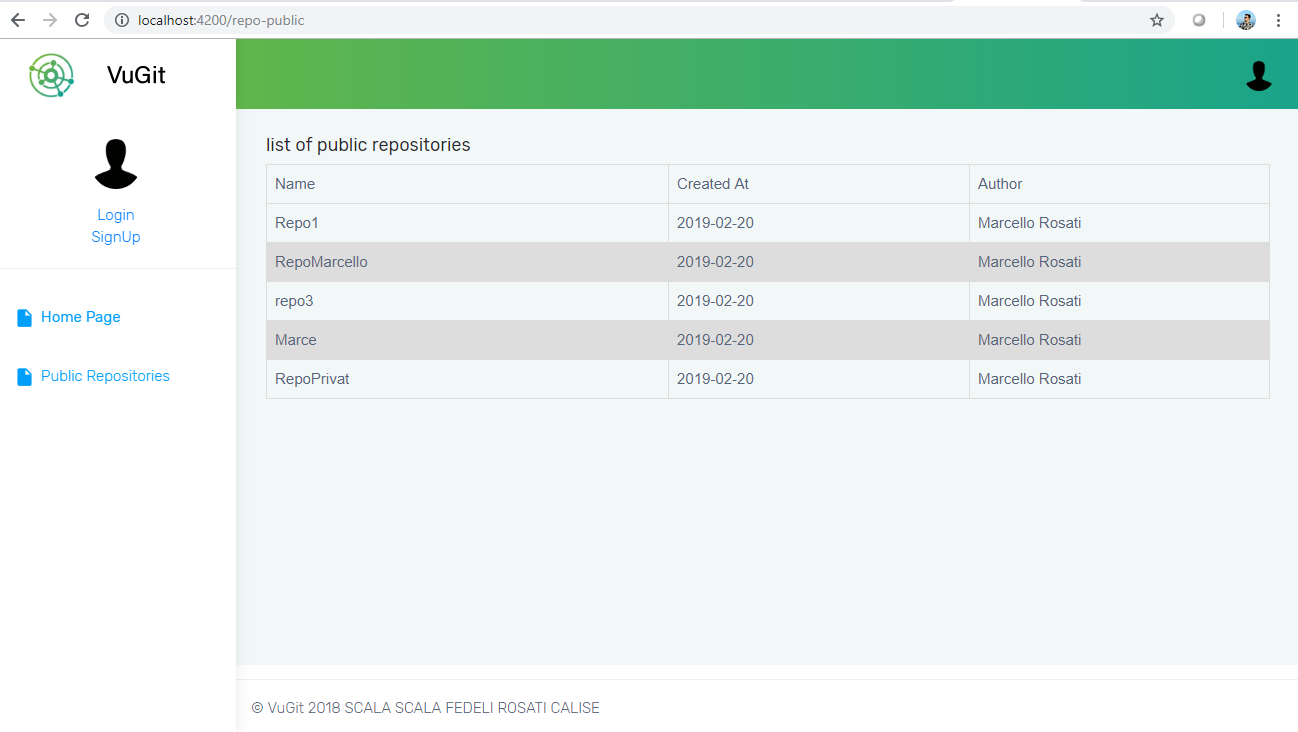 localhost:4200/repo-public
VuGit
Login
SignUp
Home Page
Public Repositories
list of public repositories
Name Created At Author
Repo1 2019-02-20 Marcello Rosati
RepoMarcello 2019-02-20 Marcello Rosati
repo3 2019-02-20 Marcello Rosati
Marce 2019-02-20 Marcello Rosati
RepoPrivat 2019-02-20 Marcello Rosati
© VuGit 2018 SCALA SCALA FEDELI ROSATI CALISE